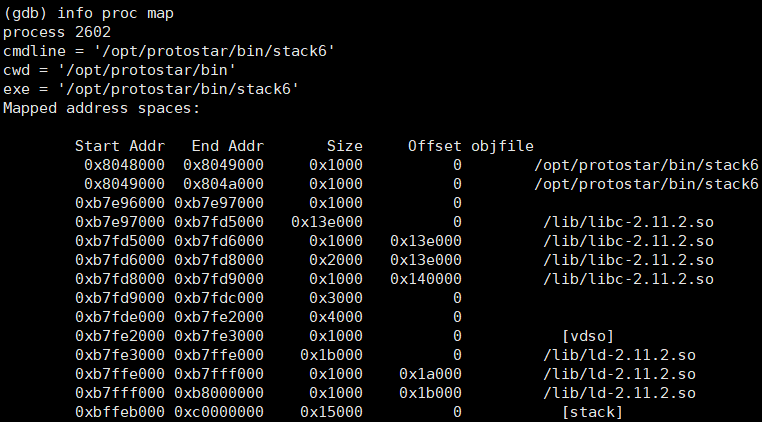 (gdb) info proc map
process 2602
cmdline = '/opt/protostar/bin/stack6'
cwd = '/opt/protostar/bin'
exe = '/opt/protostar/bin/stack6'
Mapped address spaces:
Start Addr End Addr Size Offset objfile
0x8048000 0x8049000 0x1000 0 /opt/protostar/bin/stack6
0x8049000 0x804a000 0x1000 0 /opt/protostar/bin/stack6
0xb7e96000 0xb7e97000 0x1000 0
0xb7e97000 0xb7fd5000 0x13e000 0 /lib/libc-2.11.2.so
0xb7fd5000 0xb7fd6000 0x1000 0x13e000 /lib/libc-2.11.2.so
0xb7fd6000 0xb7fd8000 0x2000 0x13e000 /lib/libc-2.11.2.so
0xb7fd8000 0xb7fd9000 0x1000 0x140000 /lib/libc-2.11.2.so
0xb7fd9000 0xb7fdc000 0x3000 0
0xb7fde000 0xb7fe2000 0x4000 0
0xb7fe2000 0xb7fe3000 0x1000 0 [vdso]
0xb7fe3000 0xb7ffe000 0x1b000 0 /lib/ld-2.11.2.so
0xb7ffe000 0xb7fff000 0x1000 0x1a000 /lib/ld-2.11.2.so
0xb7fff000 0xb8000000 0x1000 0x1b000 /lib/ld-2.11.2.so
0xbffeb000 0xc0000000 0x15000 0 [stack]